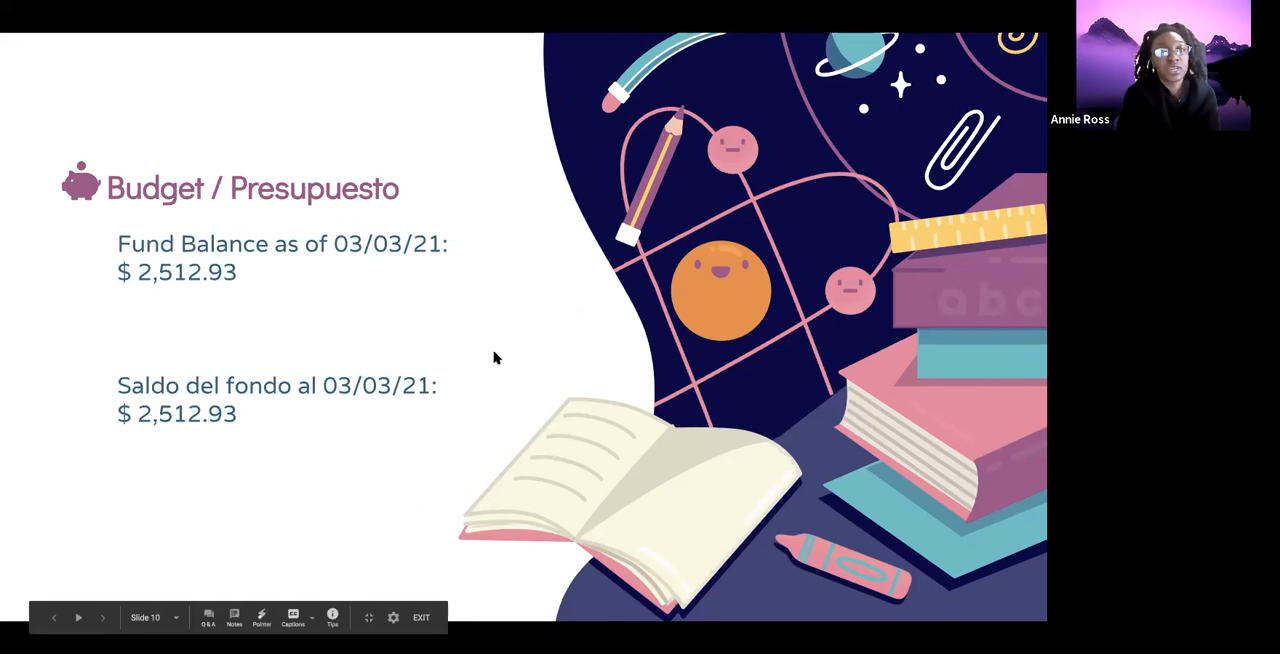 Annie Ross
Budget / Presupuesto
Fund Balance as of 03/03/21:
$ 2,512.93
Saldo del fondo al 03/03/21:
$ 2,512.93
abc
Slide 10
Q & A
Notes
Pointer
Captions
Tips
EXIT